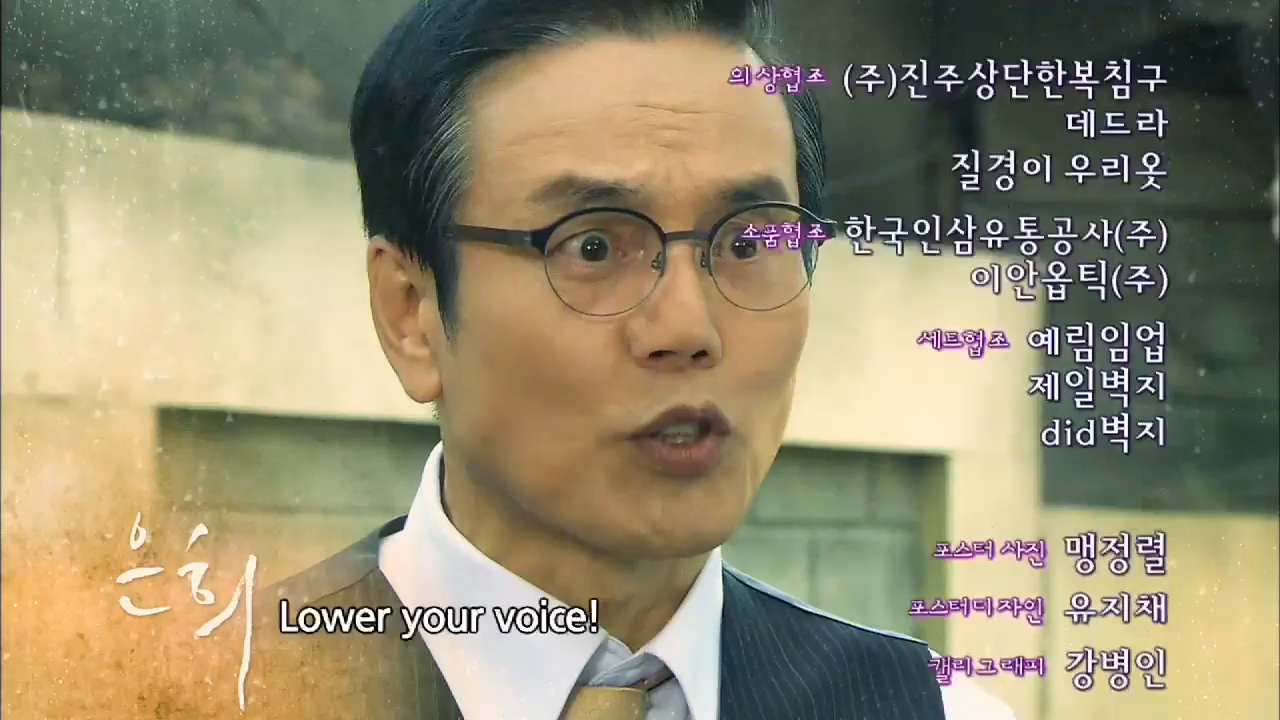 의상협조 (주)진주상단한복침구
데드라
질경이 우리옷
소품협조 한국인삼유통공사(주)
이안옵틱(주)
세트협조 예림임업
제일벽지
did벽지
포스터 사진 맹정렬
포스터디자인 유지채
캘리그래피 강병인
은희
Lower your voice!